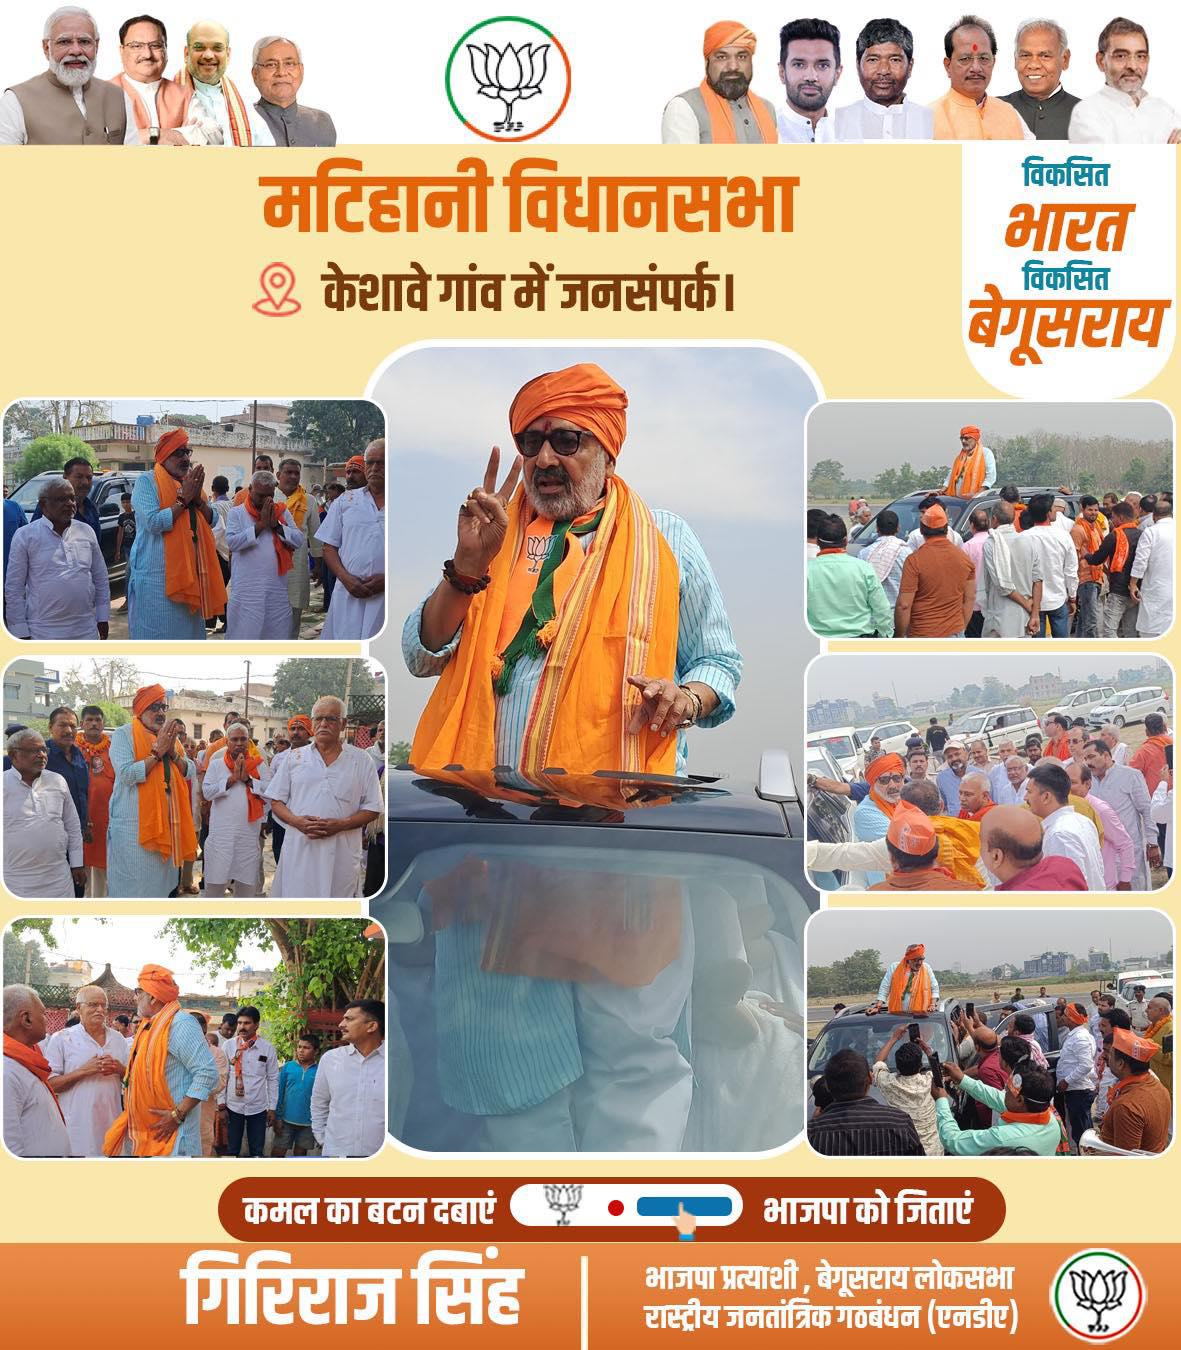 मटिहानी विधानसभा
केशावे गांव में जनसंपर्क।
विकसित
भारत
विकसित
बेगूसराय
कमल का बटन दबाएं
भाजपा को जिताएं
गिरिराज सिंह
भाजपा प्रत्याशी , बेगूसराय लोकसभा
रास्ट्रीय जनतांत्रिक गठबंधन (एनडीए)